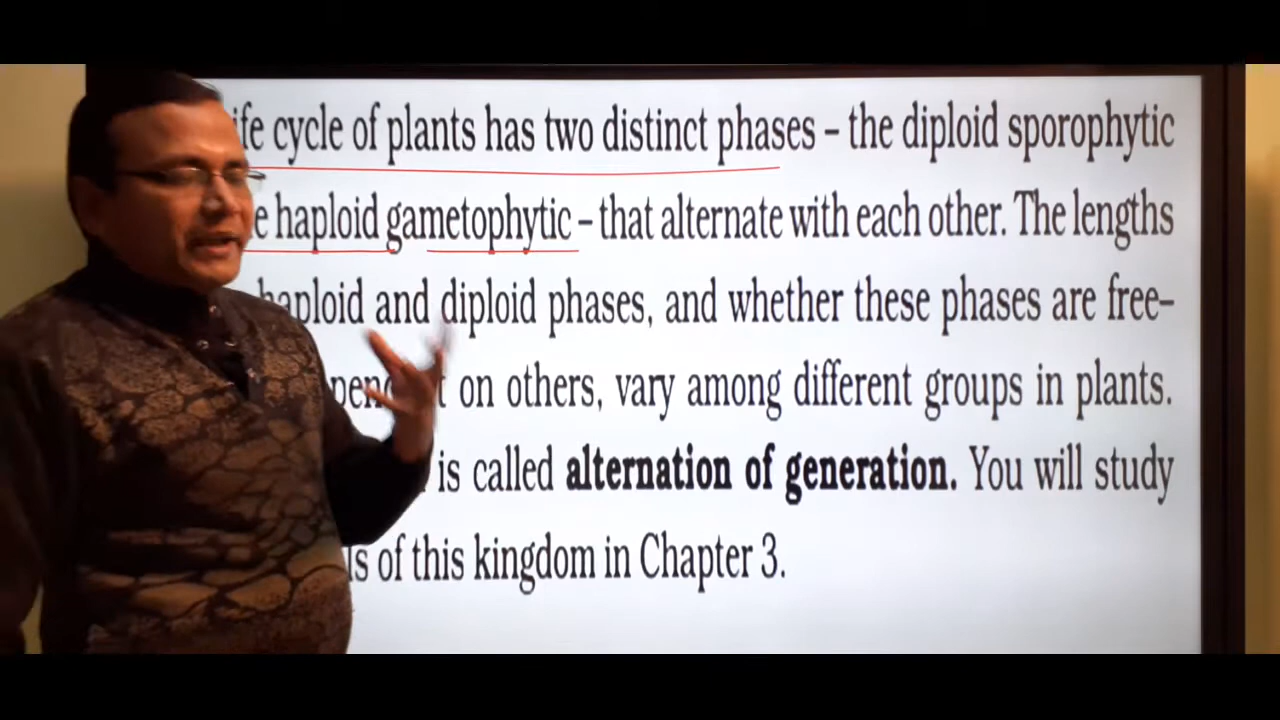 ife cycle of plants has two distinct phases – the diploid sporophytic
e haploid gametophytic – that alternate with each other. The lengths
haploid and diploid phases, and whether these phases are free–
on others, vary among different groups in plants.
is called alternation of generation. You will study
ls of this kingdom in Chapter 3.